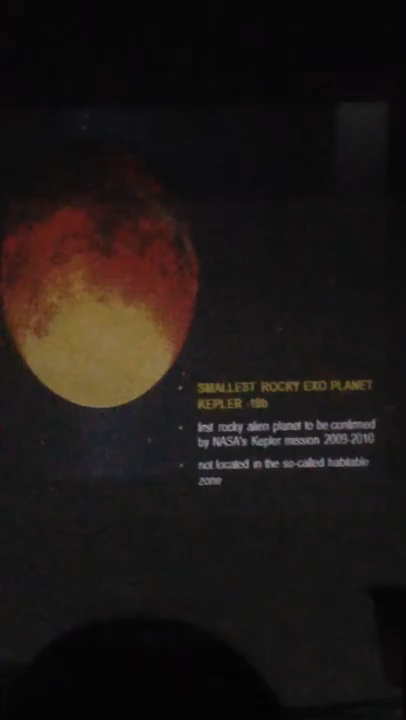 SMALLEST ROCKY EXO PLANET
KEPLER -10b
first rocky alien planet to be confirmed
by NASA's Kepler mission 2009-2010
not located in the so-called habitable
zone